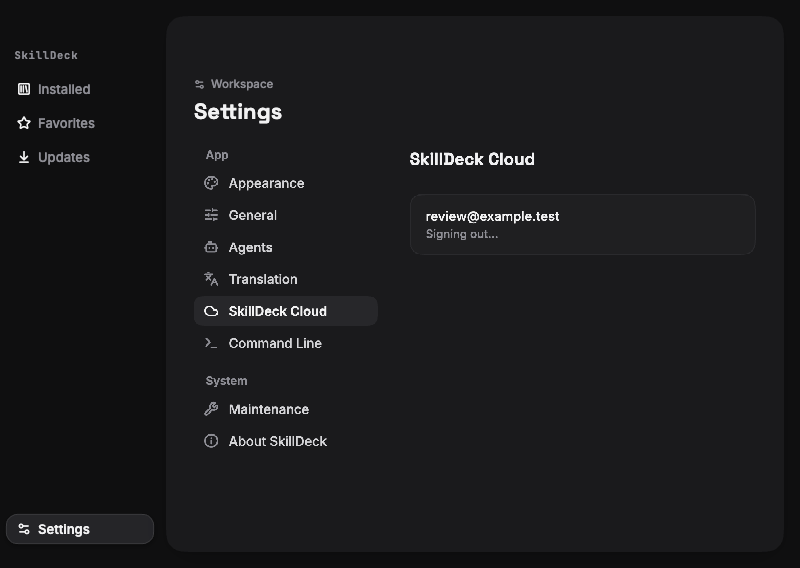 SkillDeck
Installed
Favorites
Updates
Settings
Workspace
Settings
App
Appearance
General
Agents
Translation
SkillDeck Cloud
Command Line
System
Maintenance
About SkillDeck
SkillDeck Cloud
review@example.test
Signing out...